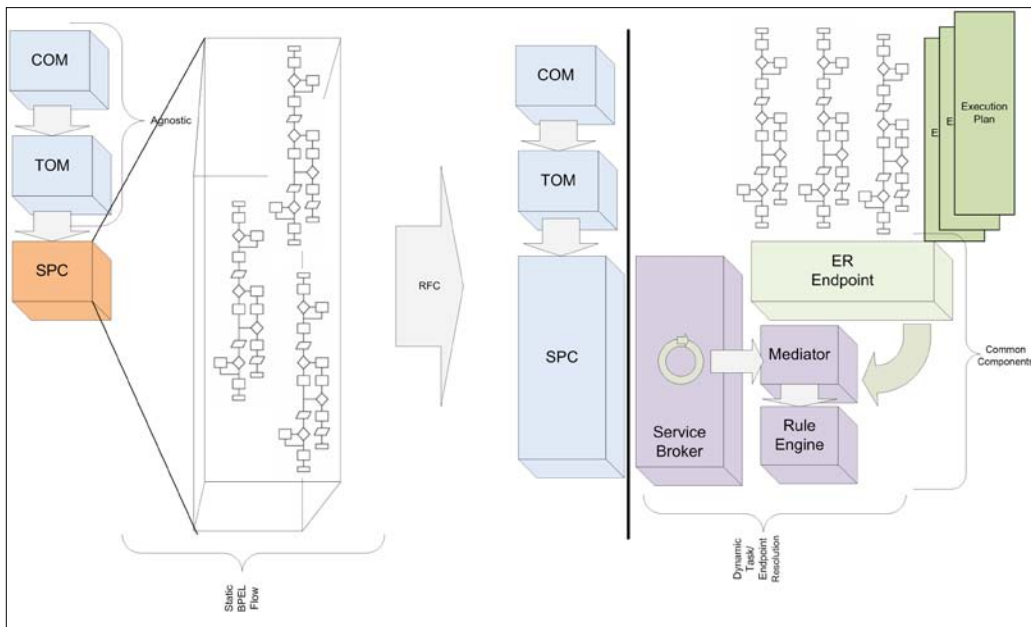 COM
Agnostic
TOM
SPC
Static
BPEL
Flow
RFC
COM
TOM
SPC
Execution
Plan
E
E
ER
Endpoint
Mediator
Common
Components
Service
Broker
Rule
Engine
Dynamic
Task/
Endpoint
Resolution